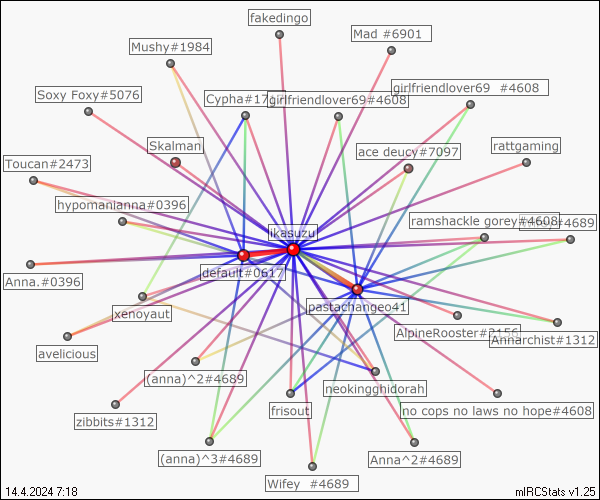 fakedingo
Mad #6901
Mushy#1984
girlfriendlover69 #4608
Soxy Foxy#5076
Cypha#17
girlfriendlover69#4608
Skalman
ace deucy#7097
rattgaming
Toucan#2473
hypomanianna#0396
ramshackle gorey#4608
#4689
ikasuzu
Anna.#0396
default#0617
pastachangeo41
xenoyaut
AlpineRooster#2156
Annarchist#1312
avelicious
(anna)^2#4689
neokingghidorah
zibbits#1312
frisout
no cops no laws no hope#4608
(anna)^3#4689
Anna^2#4689
Wifey #4689
14.4.2024 7:18
mIRCStats v1.25